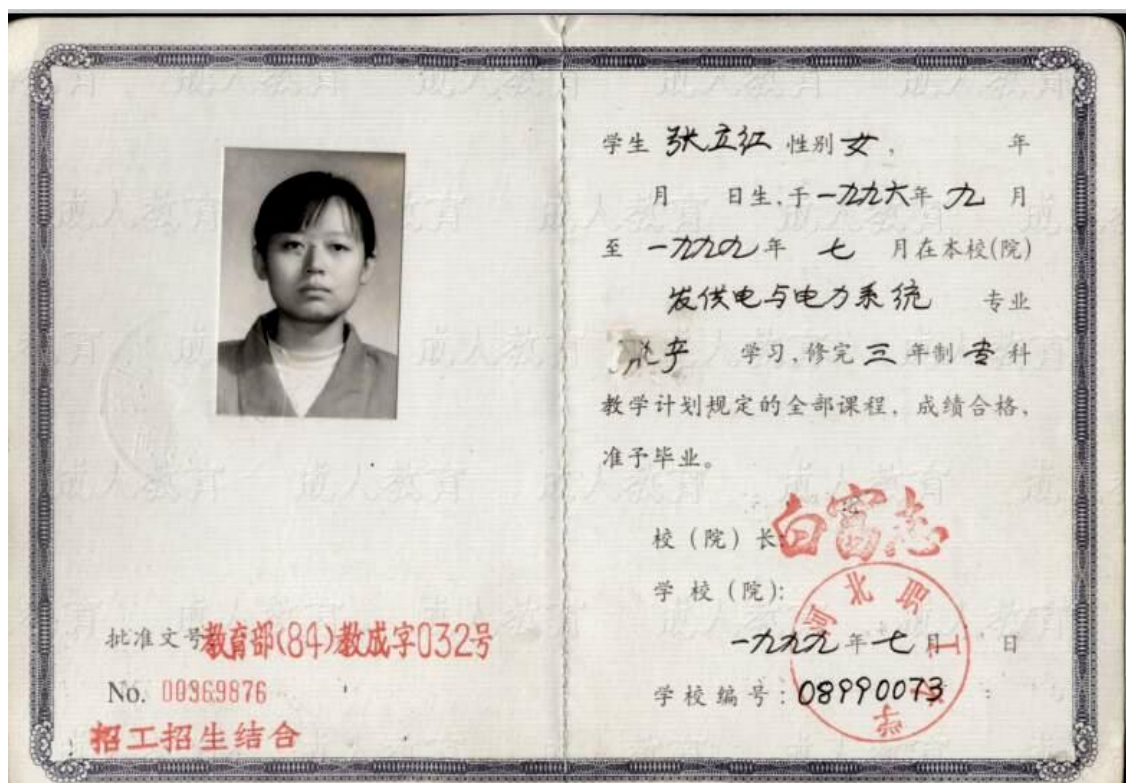 批准文号教育部(84)教成字032号
No. 00369876
招工招生结合
学生 张立红 性别 女， 年
月 日生,于一九九六年 九 月
至 一九九九年 七 月在本校(院)
发供电与电力系统 专业
学习,修完 三 年制 专 科
教学计划规定的全部课程，成绩合格，
准予毕业。
校（院）长:白富志
学校（院）:
一九九九年七月 日
学校编号：08990073
河北 工
成人教育